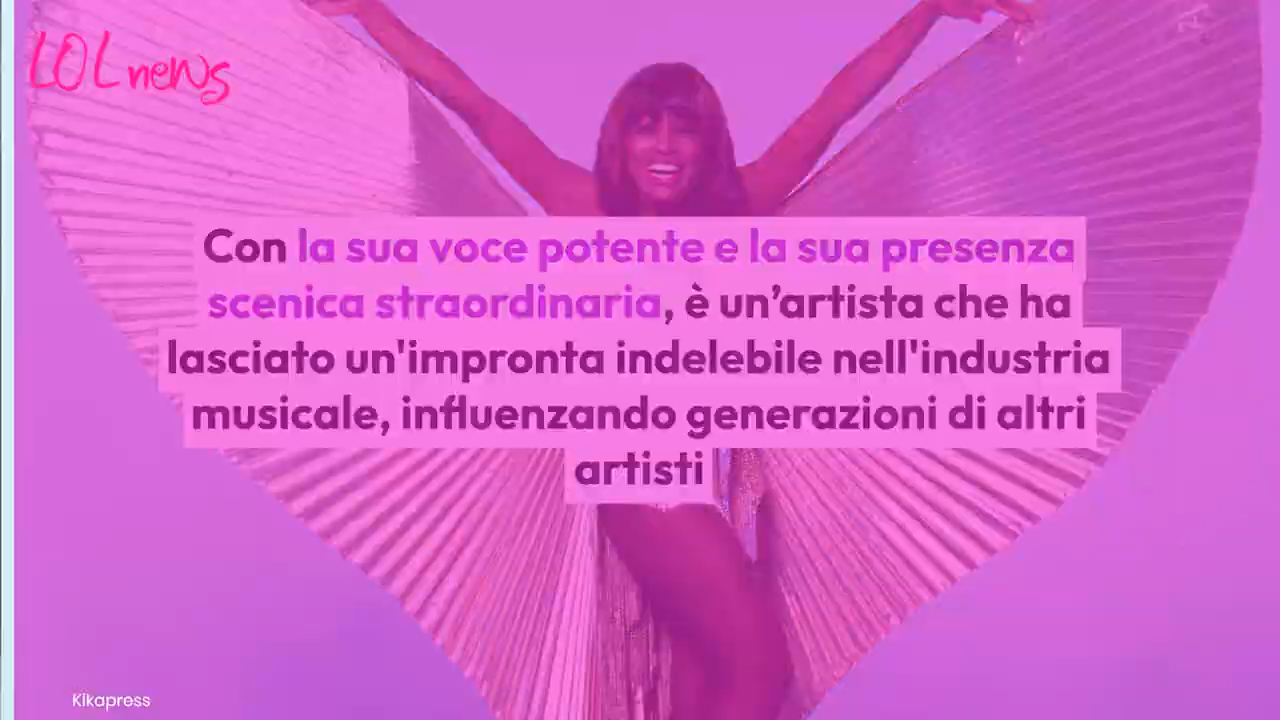 LOL news
Con la sua voce potente e la sua presenza
scenica straordinaria, è un’artista che ha
lasciato un'impronta indelebile nell'industria
musicale, influenzando generazioni di altri
artisti
Kikapress